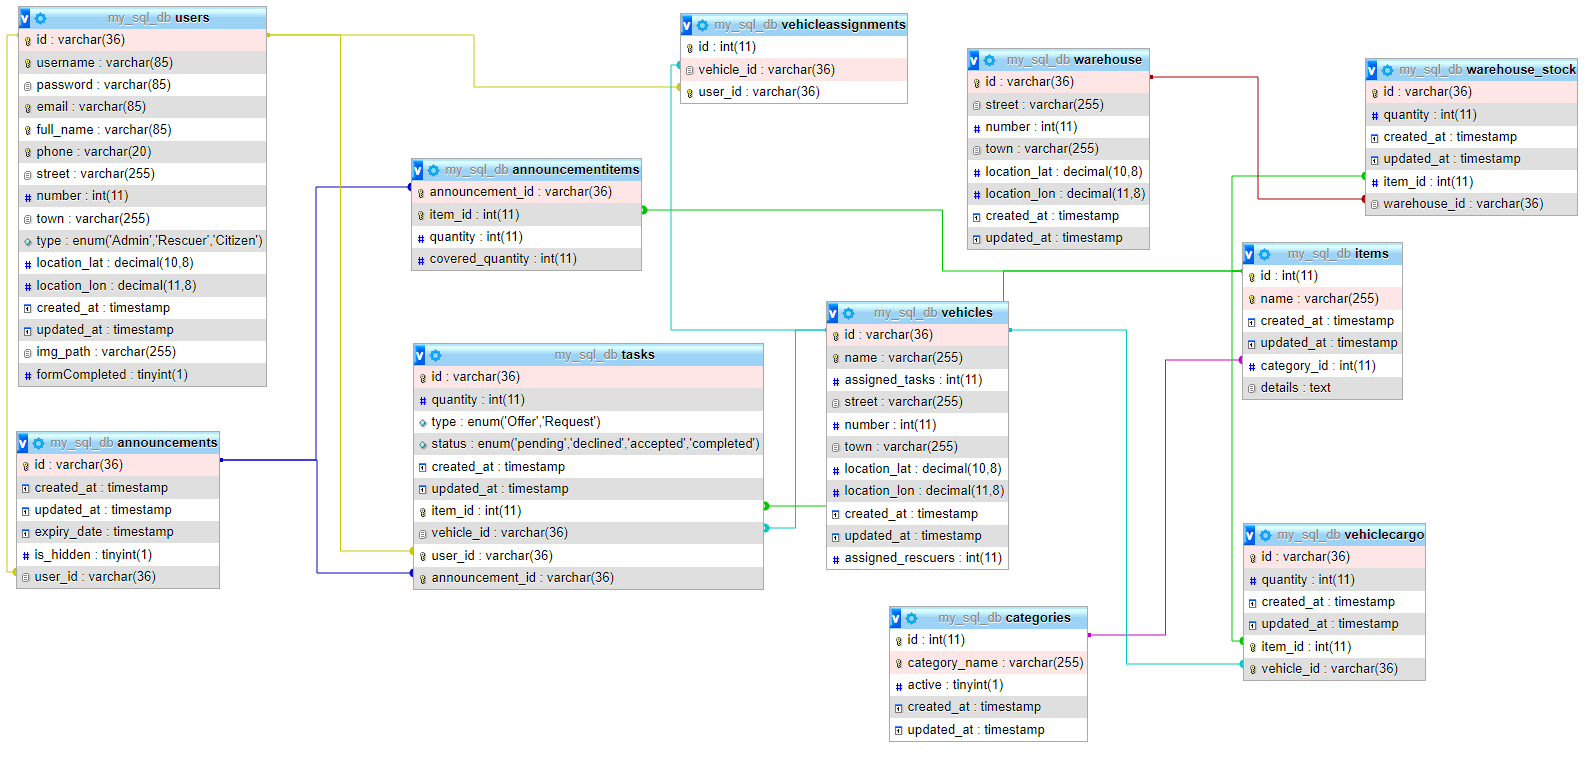 v my_sql_db users
id : varchar(36)
username : varchar(85)
password : varchar(85)
email : varchar(85)
full_name : varchar(85)
phone : varchar(20)
street : varchar(255)
# number : int(11)
town : varchar(255)
type : enum('Admin','Rescuer','Citizen')
# location_lat : decimal(10,8)
# location_lon : decimal(11,8)
created_at : timestamp
updated_at : timestamp
img_path : varchar(255)
# formCompleted : tinyint(1)
v my_sql_db announcements
id : varchar(36)
created_at : timestamp
updated_at : timestamp
expiry_date : timestamp
# is_hidden : tinyint(1)
user_id : varchar(36)
v my_sql_db announcementitems
announcement_id : varchar(36)
item_id : int(11)
# quantity : int(11)
# covered_quantity : int(11)
v my_sql_db tasks
id : varchar(36)
# quantity : int(11)
type : enum('Offer','Request')
status : enum('pending','declined','accepted','completed')
created_at : timestamp
updated_at : timestamp
item_id : int(11)
vehicle_id : varchar(36)
user_id : varchar(36)
announcement_id : varchar(36)
v my_sql_db vehicleassignments
id : int(11)
vehicle_id : varchar(36)
user_id : varchar(36)
v my_sql_db vehicles
id : varchar(36)
name : varchar(255)
# assigned_tasks : int(11)
street : varchar(255)
# number : int(11)
town : varchar(255)
# location_lat : decimal(10,8)
# location_lon : decimal(11,8)
created_at : timestamp
updated_at : timestamp
# assigned_rescuers : int(11)
v my_sql_db categories
id : int(11)
category_name : varchar(255)
# active : tinyint(1)
created_at : timestamp
updated_at : timestamp
v my_sql_db warehouse
id : varchar(36)
street : varchar(255)
# number : int(11)
town : varchar(255)
# location_lat : decimal(10,8)
# location_lon : decimal(11,8)
created_at : timestamp
updated_at : timestamp
v my_sql_db warehouse_stock
id : varchar(36)
# quantity : int(11)
created_at : timestamp
updated_at : timestamp
# item_id : int(11)
warehouse_id : varchar(36)
v my_sql_db items
id : int(11)
name : varchar(255)
created_at : timestamp
updated_at : timestamp
# category_id : int(11)
details : text
v my_sql_db vehiclecargo
id : varchar(36)
# quantity : int(11)
created_at : timestamp
updated_at : timestamp
item_id : int(11)
vehicle_id : varchar(36)